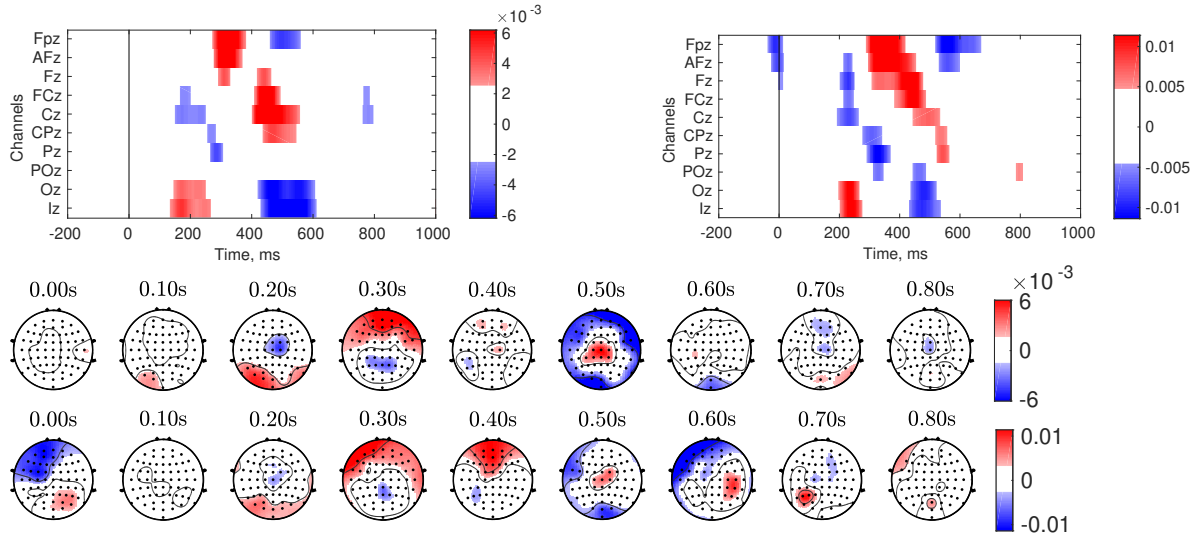 ×10⁻³
Fpz
AFz
Fz
FCz
Cz
CPz
Pz
POz
Oz
Iz
Channels
-200 0 200 400 600 800 1000
Time, ms
6
4
2
0
-2
-4
-6
Fpz
AFz
Fz
FCz
Cz
CPz
Pz
POz
Oz
Iz
Channels
-200 0 200 400 600 800 1000
Time, ms
0.01
0.005
0
-0.005
-0.01
0.00s 0.10s 0.20s 0.30s 0.40s 0.50s 0.60s 0.70s 0.80s
×10⁻³
6
0
-6
0.00s 0.10s 0.20s 0.30s 0.40s 0.50s 0.60s 0.70s 0.80s
0.01
0
-0.01